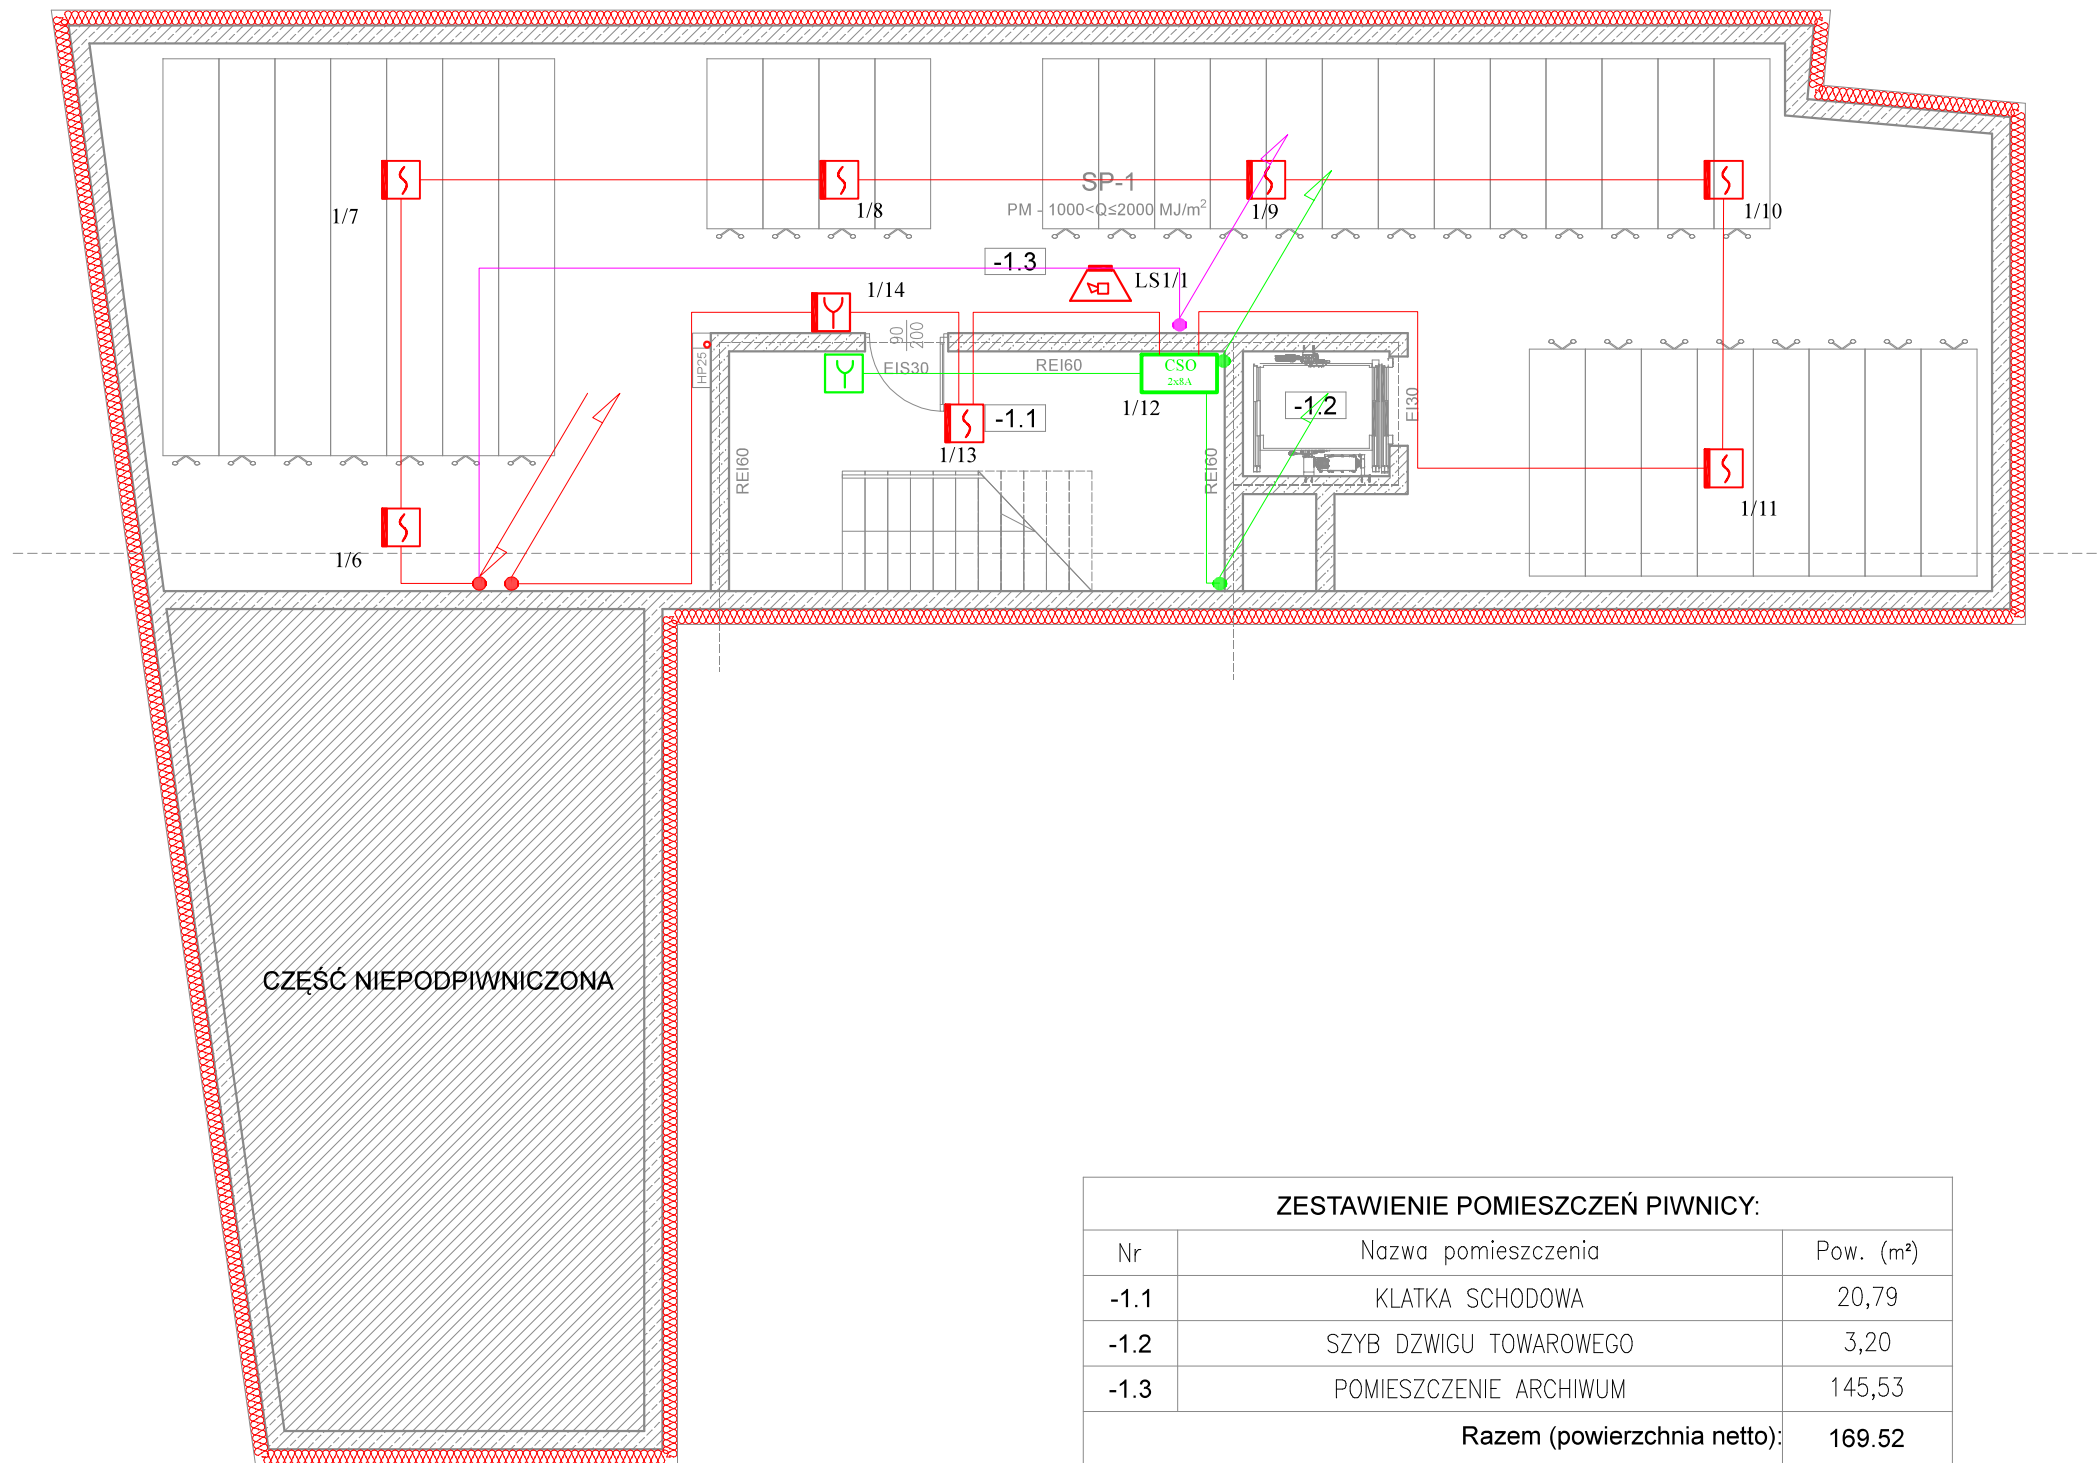 SP-1
PM - 1000<Q≤2000 MJ/m²
1/7
1/8
1/9
1/10
-1.3
LS1/1
1/14
90
200
HP25
EIS30
REI60
CSO
2x8A
1/12
-1.1
-1.2
EI30
1/13
REI60
REI60
1/11
1/6
CZĘŚĆ NIEPODPIWNICZONA
ZESTAWIENIE POMIESZCZEŃ PIWNICY:
Nr Nazwa pomieszczenia Pow. (m²)
-1.1 KLATKA SCHODOWA 20,79
-1.2 SZYB DZWIGU TOWAROWEGO 3,20
-1.3 POMIESZCZENIE ARCHIWUM 145,53
Razem (powierzchnia netto): 169.52